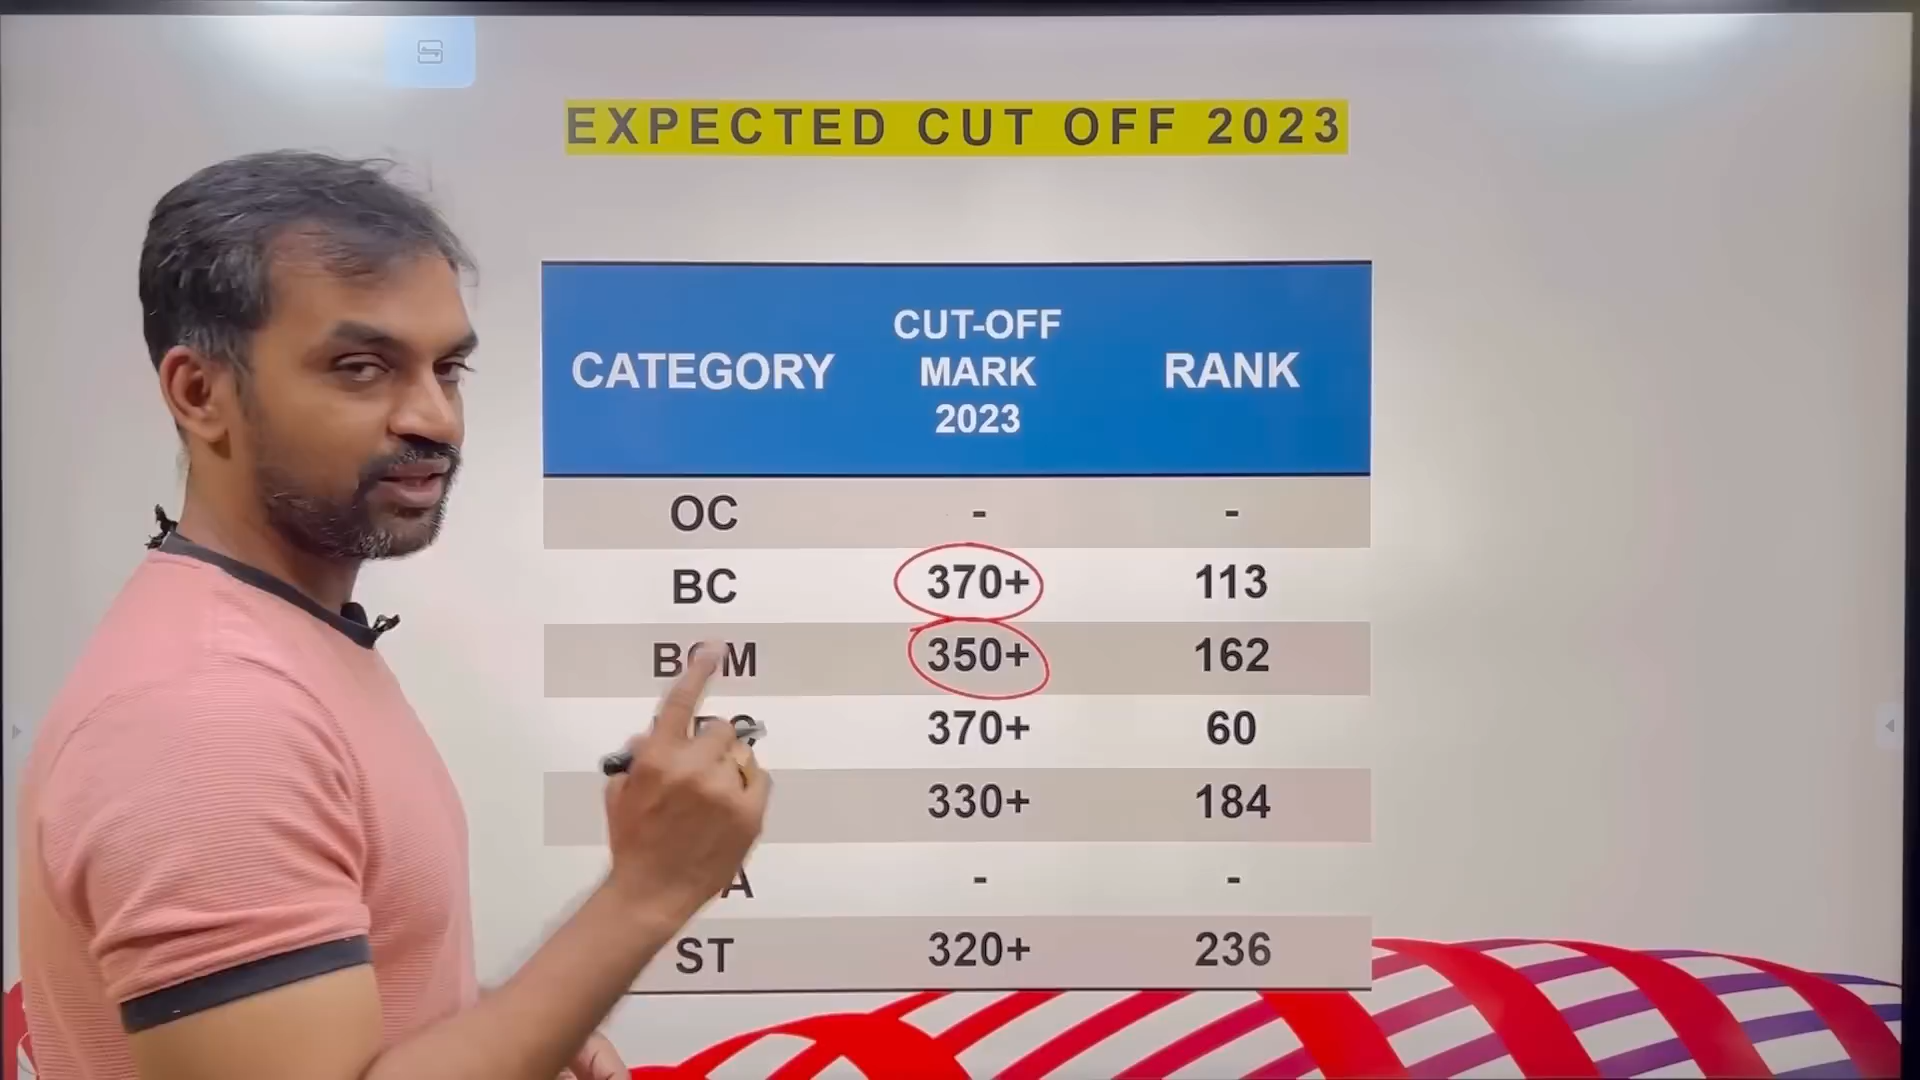 EXPECTED CUT OFF 2023
CATEGORY
CUT-OFF
MARK
2023
RANK
OC - -
BC 370+ 113
350+ 162
370+ 60
330+ 184
- -
ST 320+ 236